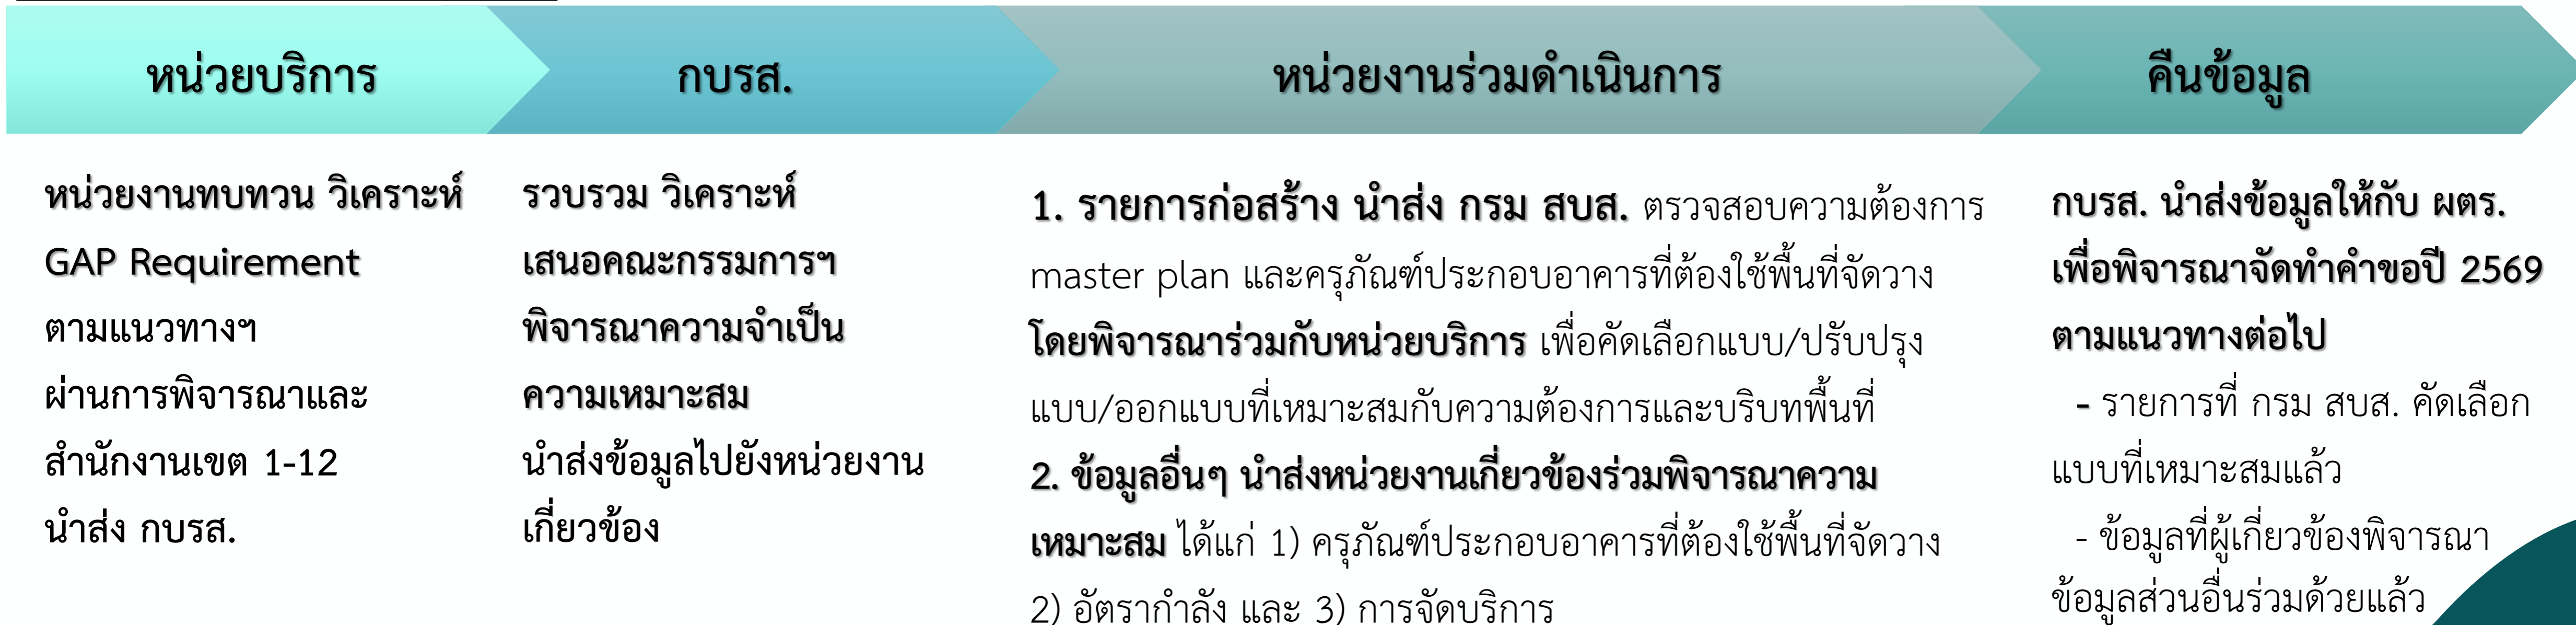 หน่วยบริการ
กบรส.
หน่วยงานร่วมดำเนินการ
คืนข้อมูล
หน่วยงานทบทวน วิเคราะห์
GAP Requirement
ตามแนวทางฯ
ผ่านการพิจารณาและ
สำนักงานเขต 1-12
นำส่ง กบรส.
รวบรวม วิเคราะห์
เสนอคณะกรรมการฯ
พิจารณาความจำเป็น
ความเหมาะสม
นำส่งข้อมูลไปยังหน่วยงาน
เกี่ยวข้อง
1. รายการก่อสร้าง นำส่ง กรม สบส. ตรวจสอบความต้องการ
master plan และครุภัณฑ์ประกอบอาคารที่ต้องใช้พื้นที่จัดวาง
โดยพิจารณาร่วมกับหน่วยบริการ เพื่อคัดเลือกแบบ/ปรับปรุง
แบบ/ออกแบบที่เหมาะสมกับความต้องการและบริบทพื้นที่
2. ข้อมูลอื่นๆ นำส่งหน่วยงานเกี่ยวข้องร่วมพิจารณาความ
เหมาะสม ได้แก่ 1) ครุภัณฑ์ประกอบอาคารที่ต้องใช้พื้นที่จัดวาง
2) อัตรากำลัง และ 3) การจัดบริการ
กบรส. นำส่งข้อมูลให้กับ ผตร.
เพื่อพิจารณาจัดทำคำขอปี 2569
ตามแนวทางต่อไป
- รายการที่ กรม สบส. คัดเลือก
แบบที่เหมาะสมแล้ว
- ข้อมูลที่ผู้เกี่ยวข้องพิจารณา
ข้อมูลส่วนอื่นร่วมด้วยแล้ว